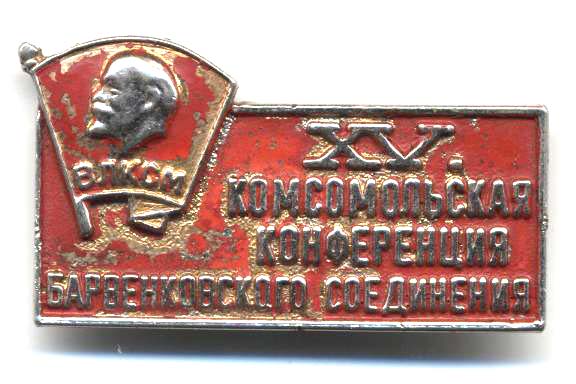 ВЛКСМ
XV.
КОМСОМОЛЬСКАЯ
КОНФЕРЕНЦИЯ
БАРВЕНКОВСКОГО СОЕДИНЕНИЯ